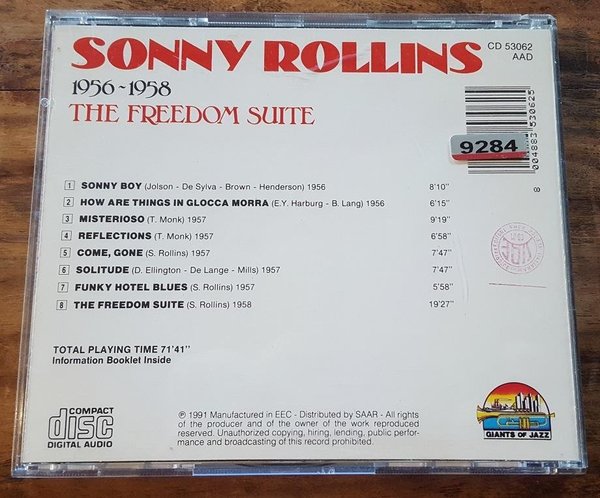 SONNY ROLLINS
CD 53062
AAD
1956~1958
THE FREEDOM SUITE
8 004883 530625
9284
1 SONNY BOY (Jolson - De Sylva - Brown - Henderson) 1956 8'10''
2 HOW ARE THINGS IN GLOCCA MORRA (E.Y. Harburg - B. Lang) 1956 6'15''
3 MISTERIOSO (T. Monk) 1957 9'19''
4 REFLECTIONS (T. Monk) 1957 6'58''
5 COME, GONE (S. Rollins) 1957 7'47''
6 SOLITUDE (D. Ellington - De Lange - Mills) 1957 7'47''
7 FUNKY HOTEL BLUES (S. Rollins) 1957 5'58''
8 THE FREEDOM SUITE (S. Rollins) 1958 19'27''
TOTAL PLAYING TIME 71'41''
Information Booklet Inside
COMPACT
disc
DIGITAL AUDIO
℗ 1991 Manufactured in EEC - Distributed by SAAR - All rights
of the producer and of the owner of the work reproduced
reserved. Unauthorized copying, hiring, lending, public perfor-
mance and broadcasting of this record prohibited.
GIANTS OF JAZZ